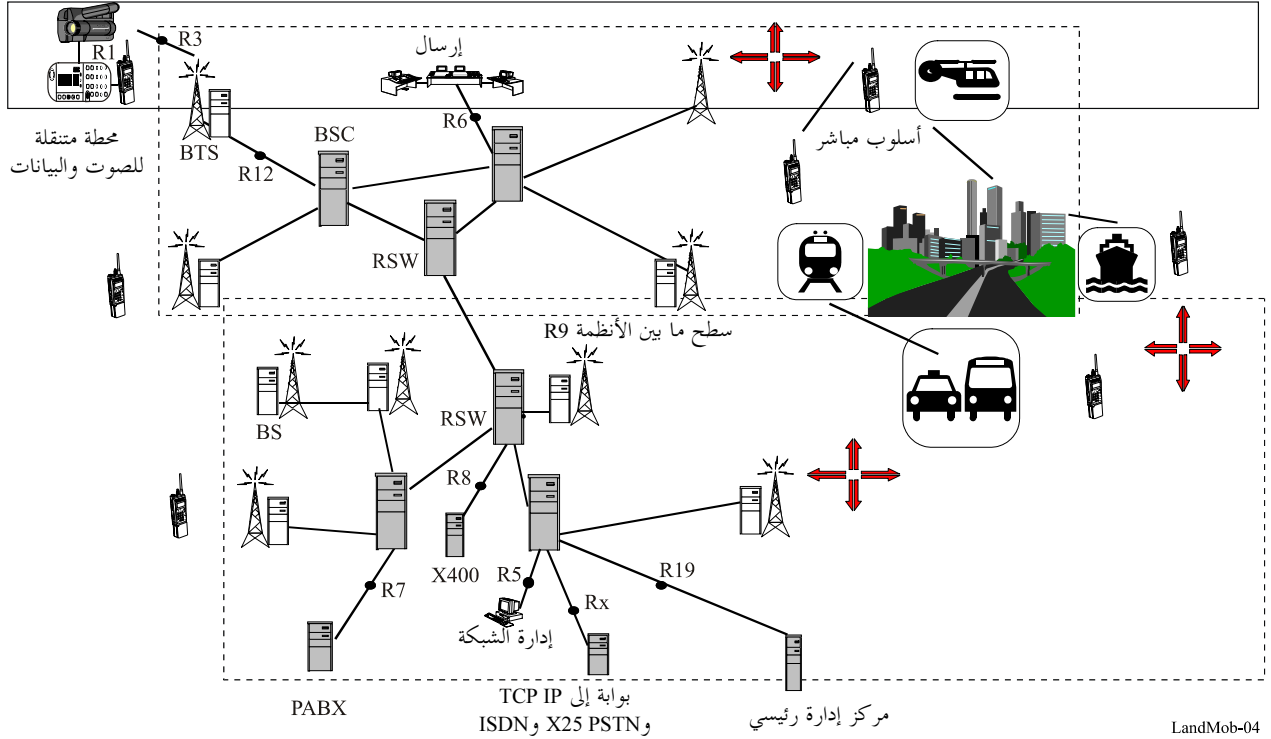 R3
R1
إرسال
محطة متنقلة
للصوت والبيانات
BTS
R12
BSC
R6
أسلوب مباشر
RSW
سطح ما بين الأنظمة R9
BS
RSW
R8
X400
R7
R5
Rx
R19
إدارة الشبكة
PABX
بوابة إلى TCP IP
وX25 PSTN وISDN
مركز إدارة رئيسي
LandMob-04